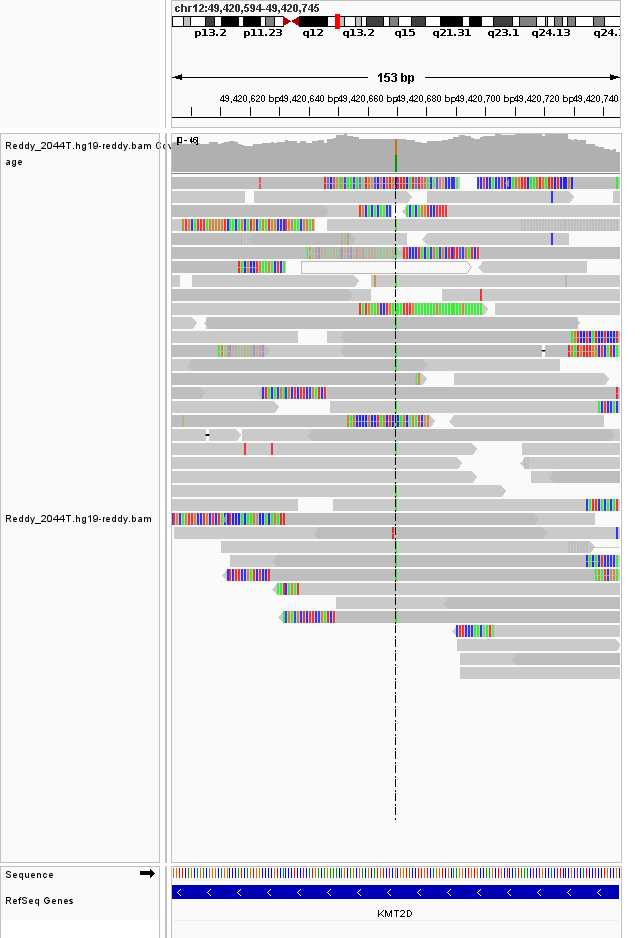 chr12:49,420,594-49,420,745
p13.2 p11.23 q12 q13.2 q15 q21.31 q23.1 q24.13 q24.
153 bp
49,420,620 bp 49,420,640 bp 49,420,660 bp 49,420,680 bp 49,420,700 bp 49,420,720 bp 49,420,740
Reddy_2044T.hg19-reddy.bam Cov
age
Reddy_2044T.hg19-reddy.bam
Sequence
RefSeq Genes
KMT2D